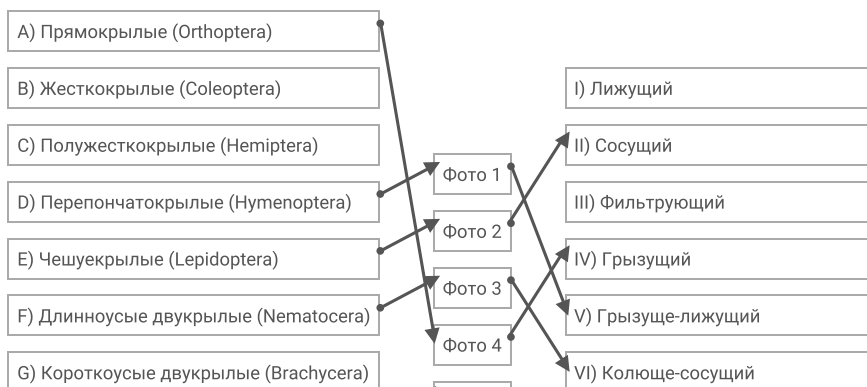 A) Прямокрылые (Orthoptera)
B) Жесткокрылые (Coleoptera)
C) Полужесткокрылые (Hemiptera)
D) Перепончатокрылые (Hymenoptera)
E) Чешуекрылые (Lepidoptera)
F) Длинноусые двукрылые (Nematocera)
G) Короткоусые двукрылые (Brachycera)
Фото 1
Фото 2
Фото 3
Фото 4
I) Лижущий
II) Сосущий
III) Фильтрующий
IV) Грызущий
V) Грызуще-лижущий
VI) Колюще-сосущий